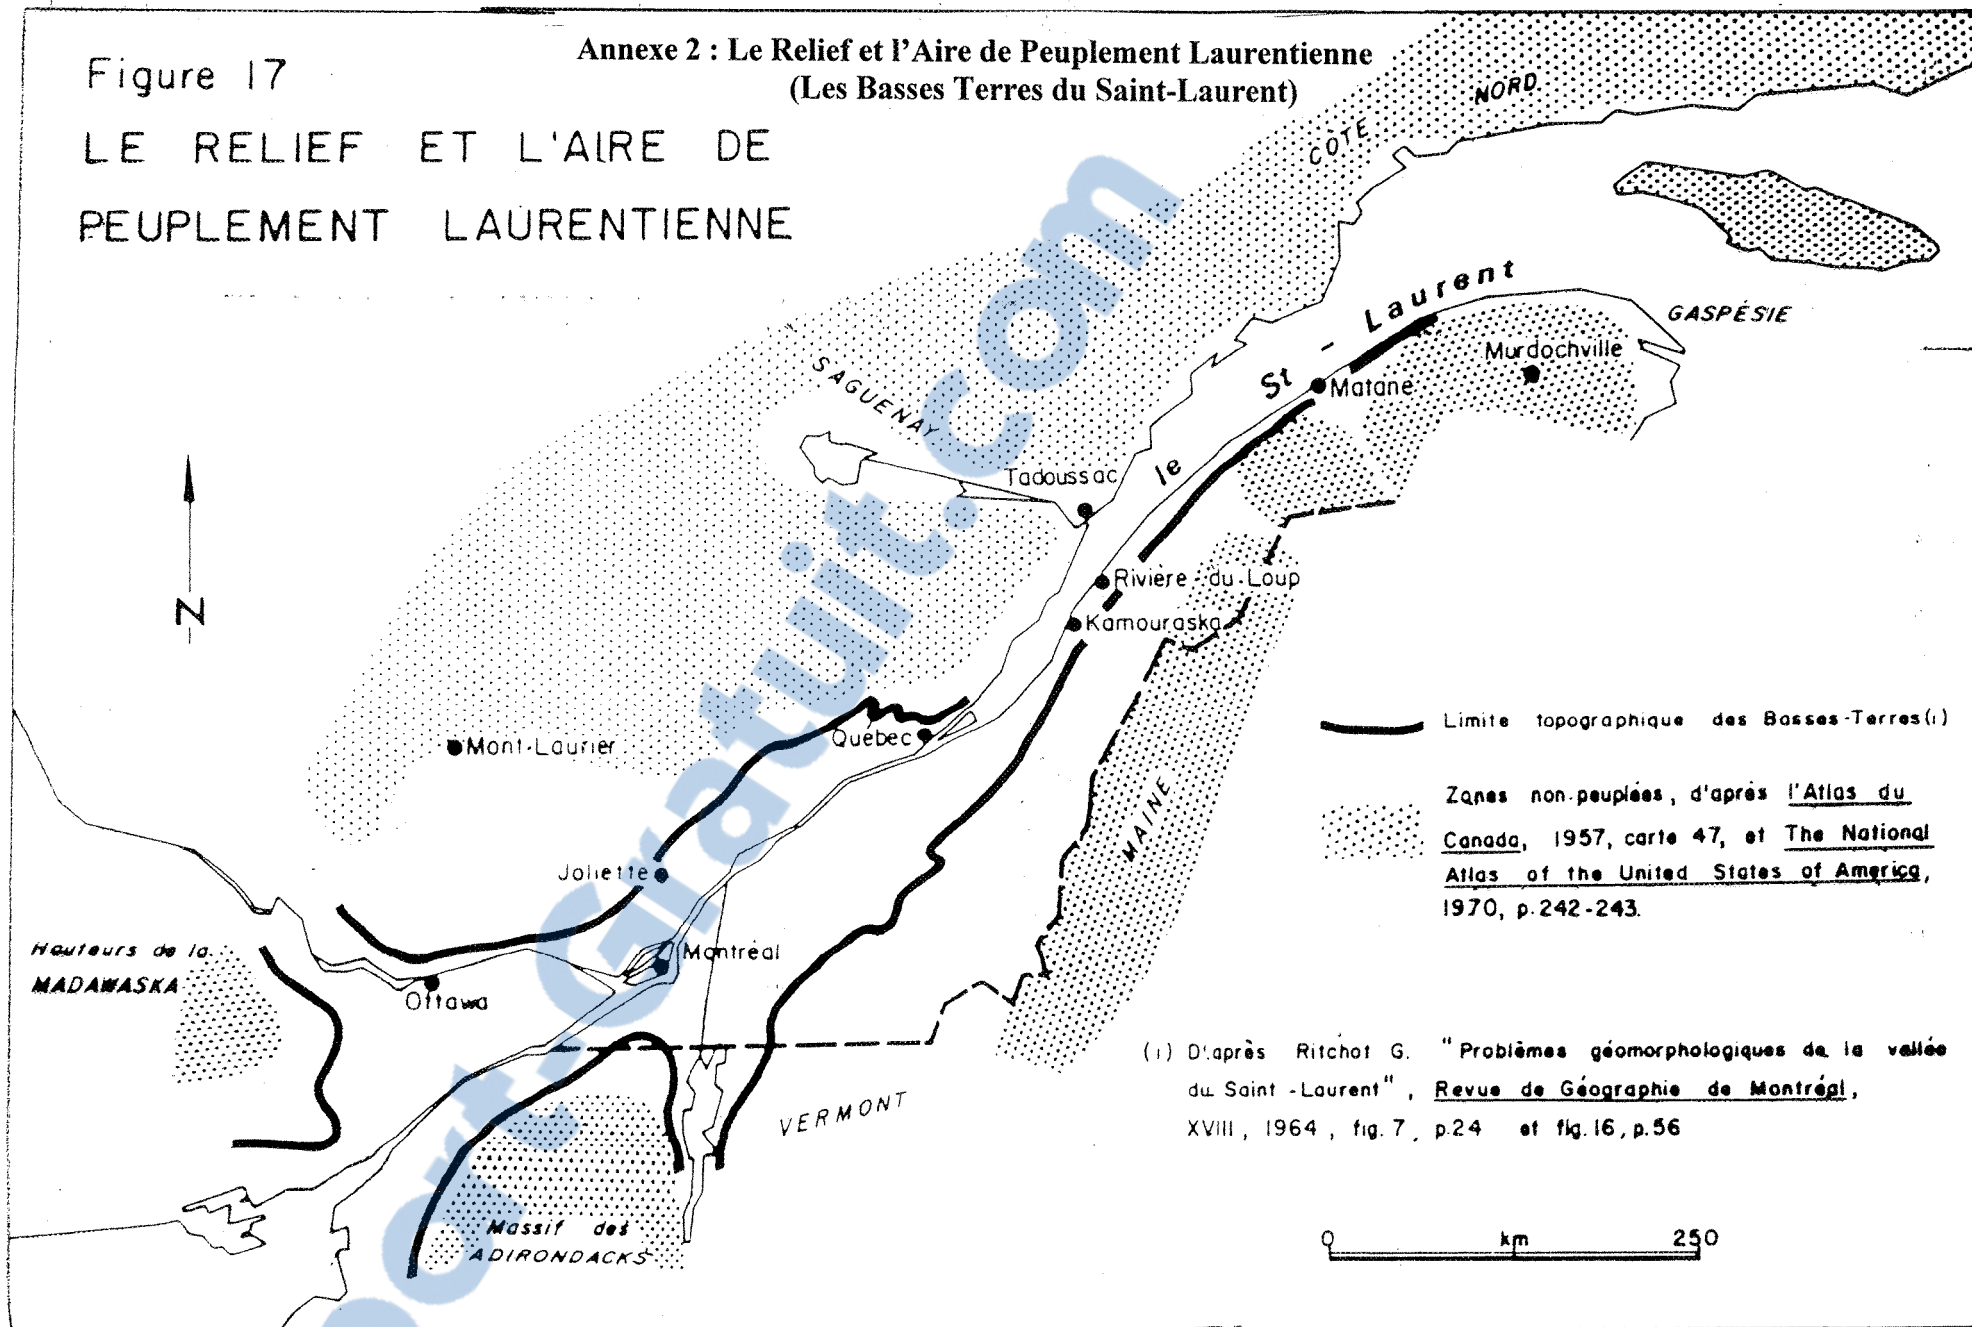 Annexe 2 : Le Relief et l'Aire de Peuplement Laurentienne
(Les Basses Terres du Saint-Laurent)
Figure 17
LE RELIEF ET L'AIRE DE
PEUPLEMENT LAURENTIENNE
CÔTE NORD
GASPÉSIE
le St - Laurent
Murdochville
Matane
SAGUENAY
Tadoussac
N
Rivière-du-Loup
Kamouraska
Québec
Mont-Laurier
MAINE
Joliette
Montréal
Ottawa
Hauteurs de la
MADAWASKA
VERMONT
Massif des
ADIRONDACKS
Limite topographique des Basses-Terres(1)
Zones non-peuplées, d'après l'Atlas du
Canada, 1957, carte 47, et The National
Atlas of the United States of America,
1970, p.242-243.
(1) D'après Ritchot G. "Problèmes géomorphologiques de la vallée
du Saint-Laurent", Revue de Géographie de Montréal,
XVIII, 1964, fig. 7, p.24 et fig.16, p.56
0 km 250
ort-Gratuit.com